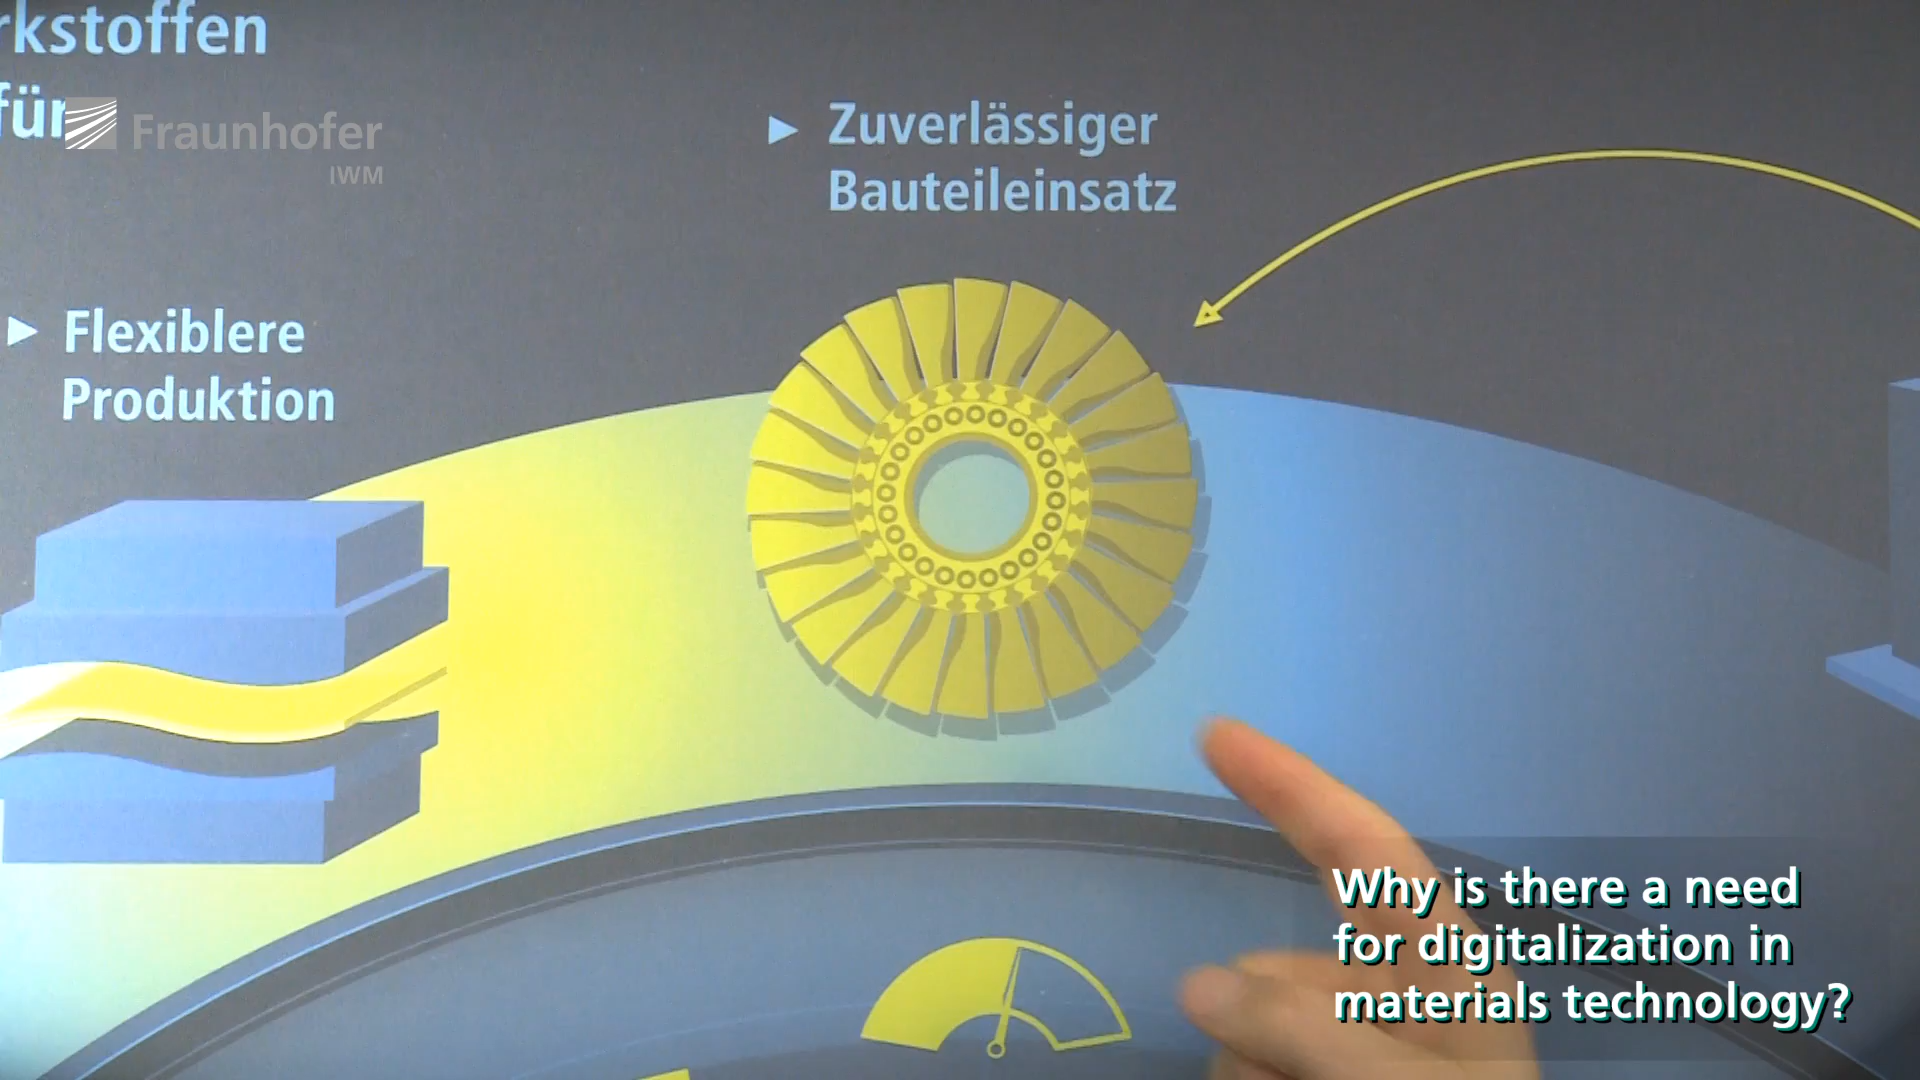 rkstoffen
für
Fraunhofer
IWM
Zuverlässiger
Bauteileinsatz
Flexiblere
Produktion
Why is there a need
for digitalization in
materials technology?